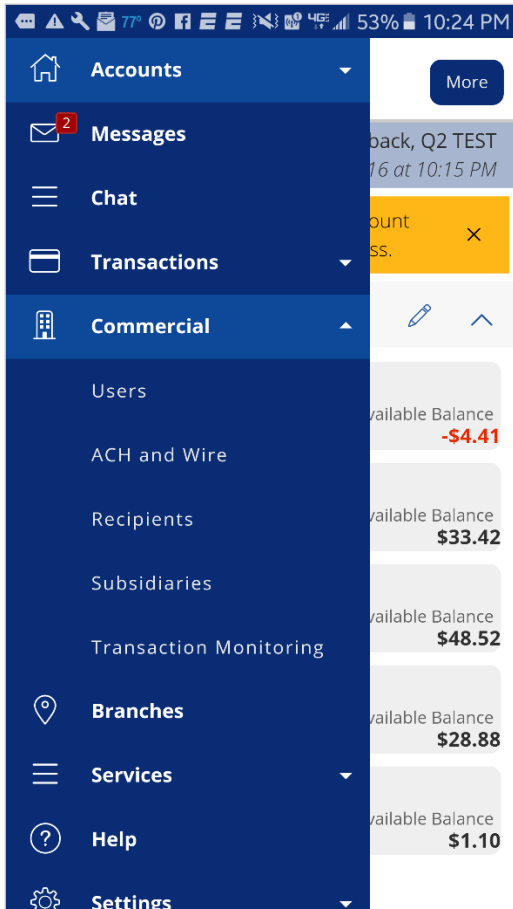 77° 4G 53% 10:24 PM
Accounts
More
2
Messages
back, Q2 TEST
16 at 10:15 PM
Chat
ount
ss.
Transactions
Commercial
Users
vailable Balance
-$4.41
ACH and Wire
Recipients
vailable Balance
$33.42
Subsidiaries
vailable Balance
$48.52
Transaction Monitoring
Branches
vailable Balance
$28.88
Services
vailable Balance
$1.10
Help
Settings